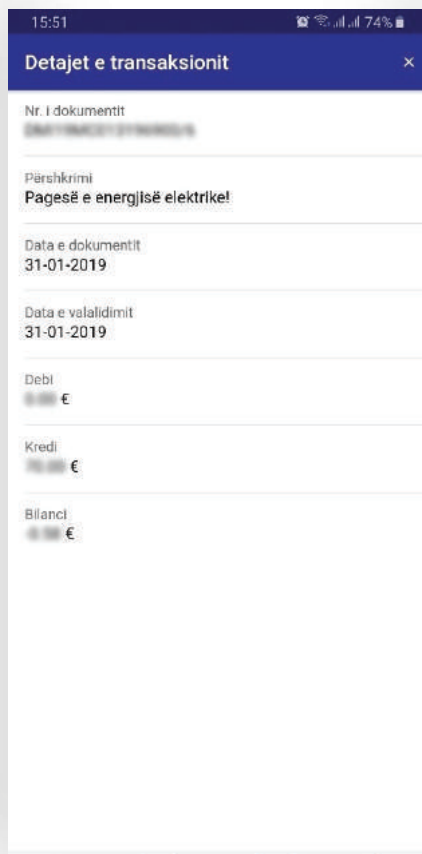 15:51
74%
Detajet e transaksionit
×
Nr. i dokumentit
Përshkrimi
Pagesë e energjisë elektrike!
Data e dokumentit
31-01-2019
Data e valalidimit
31-01-2019
Debi
€
Kredi
€
Bilanci
€